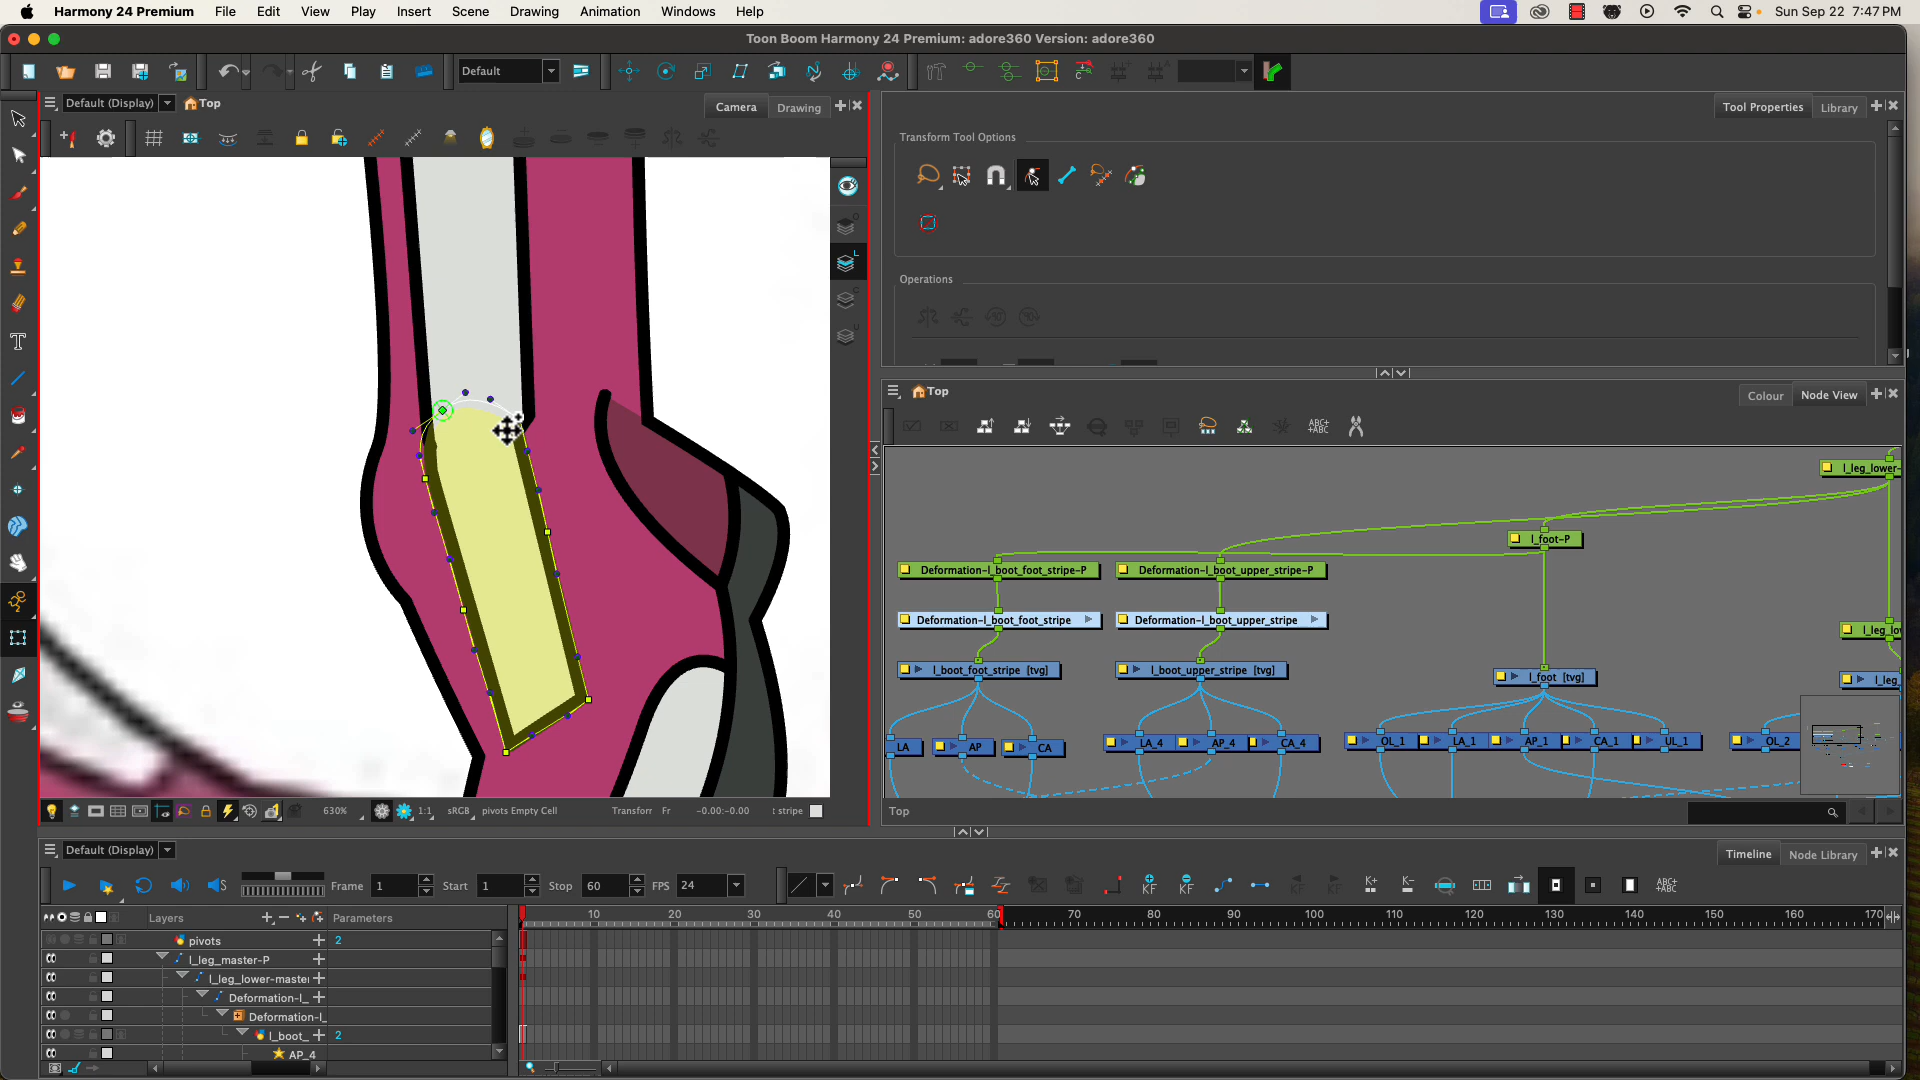 Harmony 24 Premium File Edit View Play Insert Scene Drawing Animation Windows Help Sun Sep 22 7:47 PM
Toon Boom Harmony 24 Premium: adore360 Version: adore360
Default
Default (Display) Top Camera Drawing
Tool Properties Library
Transform Tool Options
Operations
Top Colour Node View
l_leg_lower-
l_foot-P
Deformation-l_boot_foot_stripe-P Deformation-l_boot_upper_stripe-P
Deformation-l_boot_foot_stripe Deformation-l_boot_upper_stripe
l_leg_lo
l_boot_foot_stripe [tvg] l_boot_upper_stripe [tvg] l_foot [tvg] l_leg_
LA AP CA LA_4 AP_4 CA_4 OL_1 LA_1 AP_1 CA_1 UL_1 OL_2
630% 1:1 sRGB pivots Empty Cell Transforr Fr -0.00:-0.00 : stripe
Top
Default (Display) Timeline Node Library
Frame 1 Start 1 Stop 60 FPS 24
Layers Parameters
10 20 30 40 50 60 70 80 90 100 110 120 130 140 150 160 170
pivots 2
l_leg_master-P
l_leg_lower-master
Deformation-l_
Deformation-l_
l_boot_ 2
AP_4